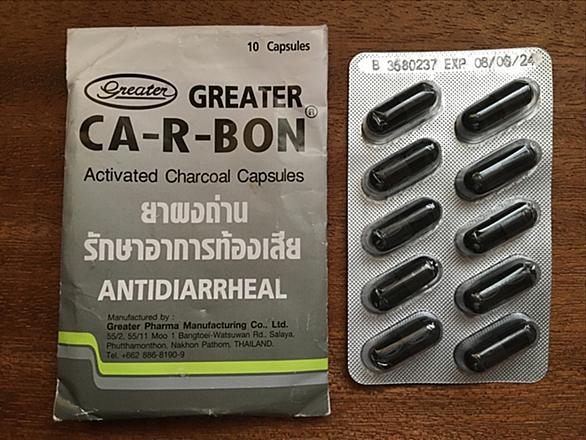 10 Capsules
Greater
GREATER
CA-R-BON®
Activated Charcoal Capsules
ยาผงถ่าน
รักษาอาการท้องเสีย
ANTIDIARRHEAL
Manufactured by :
Greater Pharma Manufacturing Co., Ltd.
55/2, 55/11 Moo 1 Bangtoei-Watsuwan Rd., Salaya,
Phutthamonthon, Nakhon Pathom, THAILAND.
Tel. +662 886-8190-9
B 3580237 EXP. 08/06/24